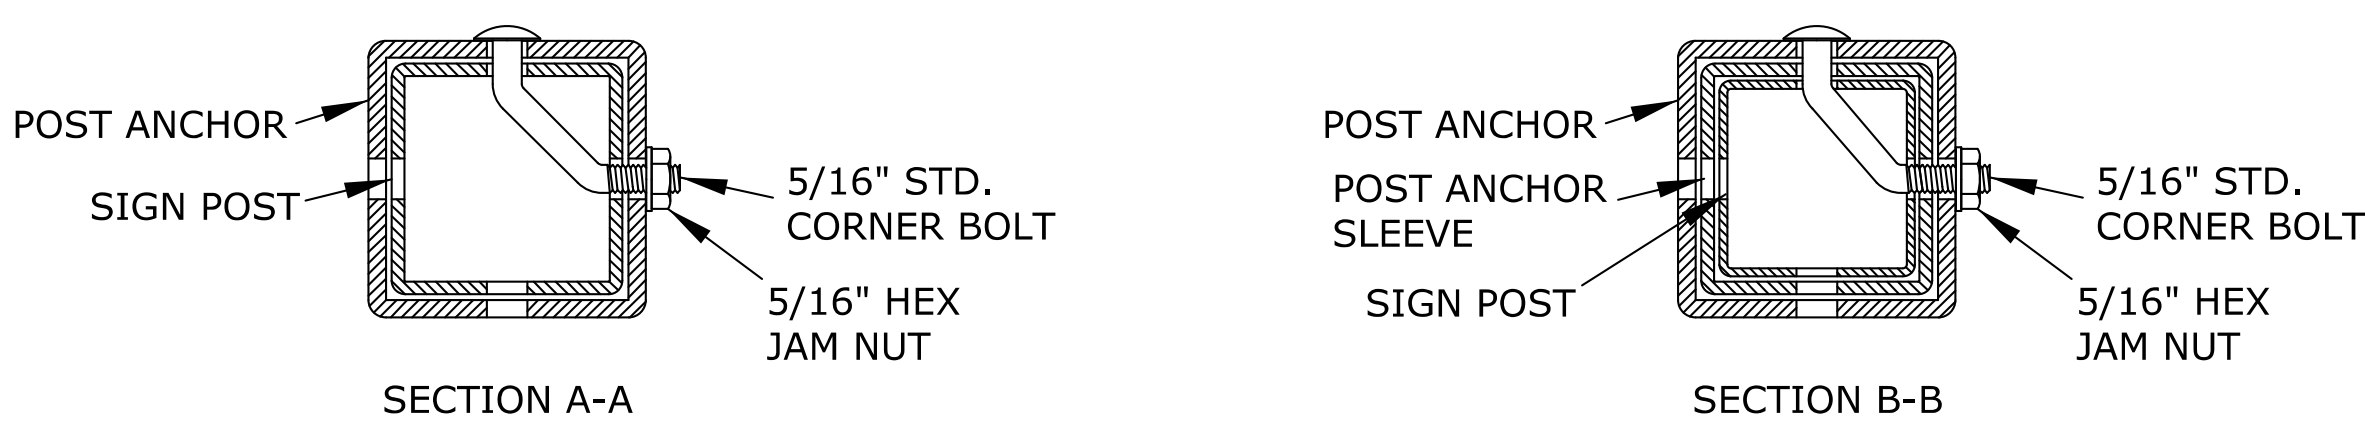 POST ANCHOR
SIGN POST
5/16" STD.
CORNER BOLT
5/16" HEX
JAM NUT
SECTION A-A
POST ANCHOR
POST ANCHOR
SLEEVE
SIGN POST
5/16" STD.
CORNER BOLT
5/16" HEX
JAM NUT
SECTION B-B